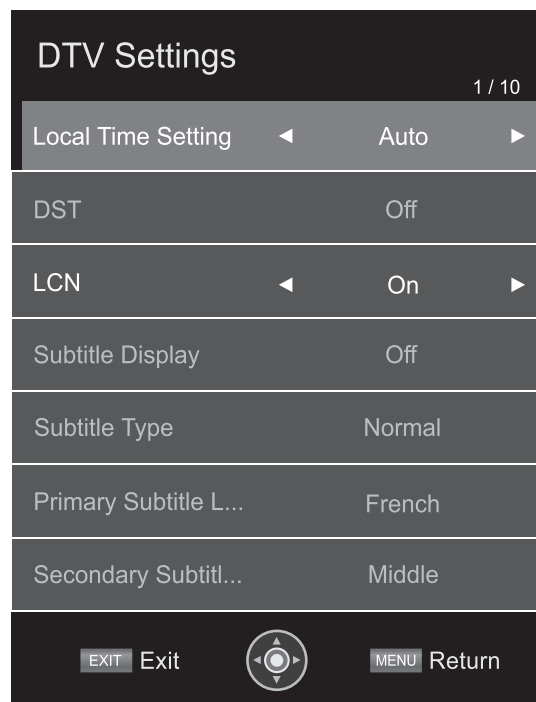 DTV Settings
1 / 10
Local Time Setting ◄ Auto ►
DST Off
LCN ◄ On ►
Subtitle Display Off
Subtitle Type Normal
Primary Subtitle L... French
Secondary Subtitl... Middle
EXIT Exit MENU Return